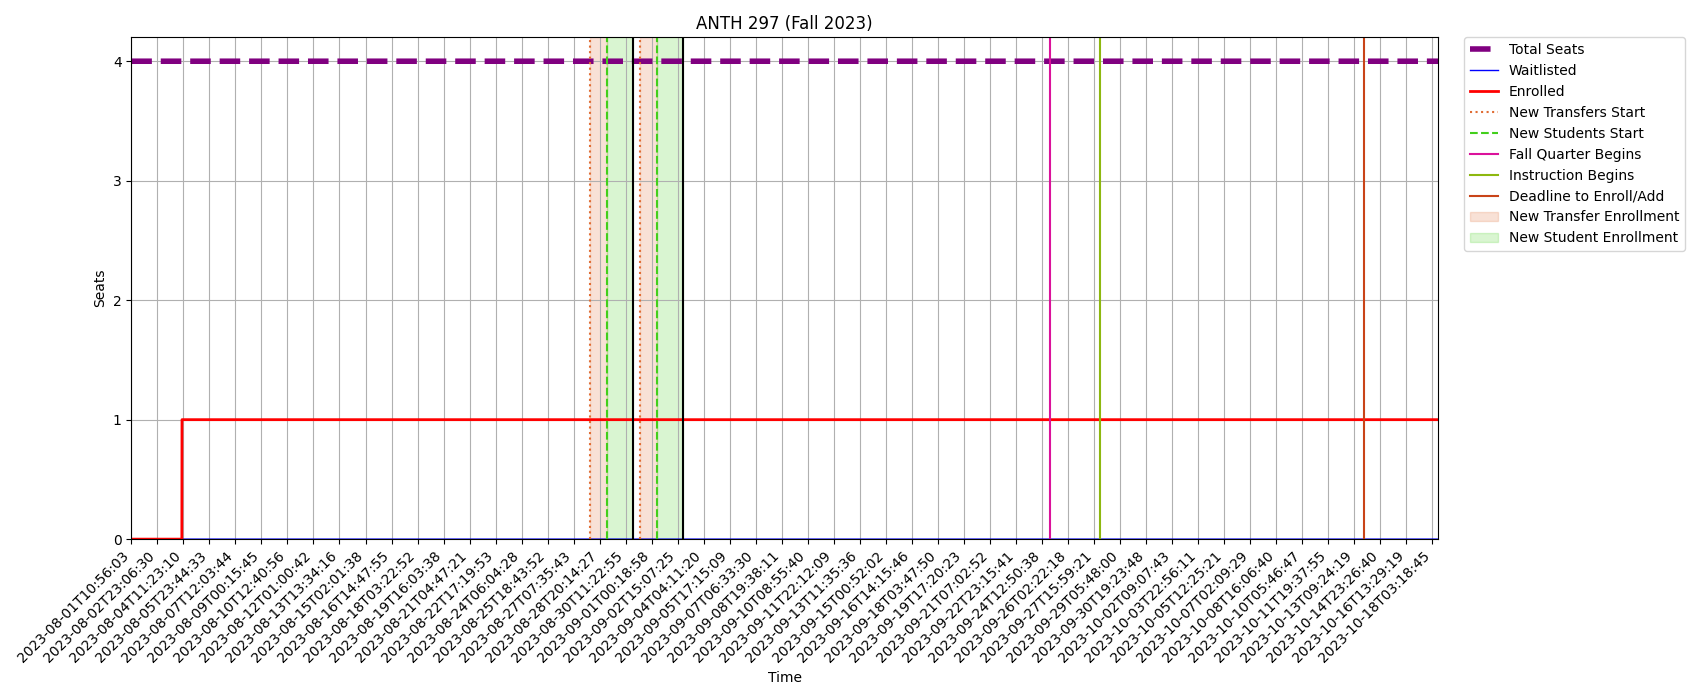 ANTH 297 (Fall 2023)
Seats
4
3
2
1
0
2023-08-01T10:56:03
2023-08-02T23:06:30
2023-08-04T11:23:10
2023-08-05T23:44:33
2023-08-07T12:03:44
2023-08-09T00:15:45
2023-08-10T12:40:56
2023-08-12T01:00:42
2023-08-13T13:34:16
2023-08-15T02:01:38
2023-08-16T14:47:55
2023-08-18T03:22:52
2023-08-19T16:03:38
2023-08-21T04:47:21
2023-08-22T17:19:53
2023-08-24T06:04:28
2023-08-25T18:43:52
2023-08-27T07:35:43
2023-08-28T20:14:27
2023-08-30T11:22:55
2023-09-01T00:18:58
2023-09-02T15:07:25
2023-09-04T04:11:20
2023-09-05T17:15:09
2023-09-07T06:33:30
2023-09-08T19:38:11
2023-09-10T08:55:40
2023-09-11T22:12:09
2023-09-13T11:35:36
2023-09-15T00:52:02
2023-09-16T14:15:46
2023-09-18T03:47:50
2023-09-19T17:20:23
2023-09-21T07:02:52
2023-09-22T23:15:41
2023-09-24T12:50:38
2023-09-26T02:22:18
2023-09-27T15:59:21
2023-09-29T05:48:00
2023-09-30T19:23:48
2023-10-02T09:07:43
2023-10-03T22:56:11
2023-10-05T12:25:21
2023-10-07T02:09:29
2023-10-08T16:06:40
2023-10-10T05:46:47
2023-10-11T19:37:55
2023-10-13T09:24:19
2023-10-14T23:26:40
2023-10-16T13:29:19
2023-10-18T03:18:45
Time
Total Seats
Waitlisted
Enrolled
New Transfers Start
New Students Start
Fall Quarter Begins
Instruction Begins
Deadline to Enroll/Add
New Transfer Enrollment
New Student Enrollment